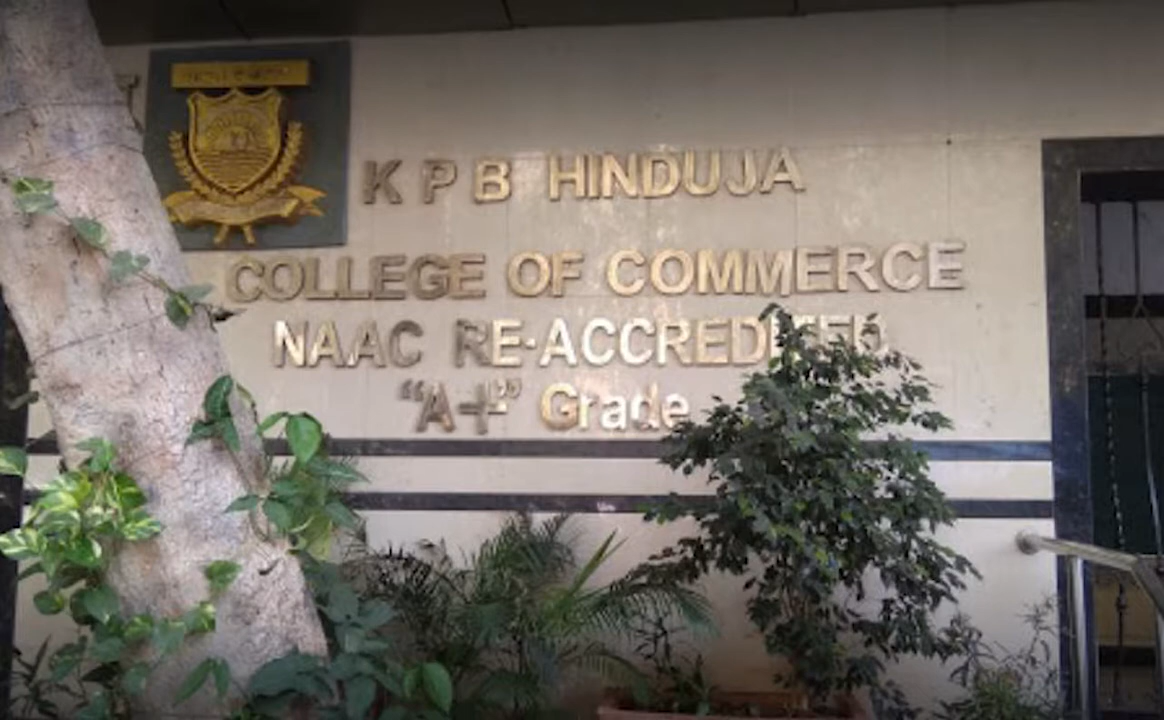 K P B HINDUJA
COLLEGE OF COMMERCE
NAAC RE-ACCREDITED
"A+" Grade